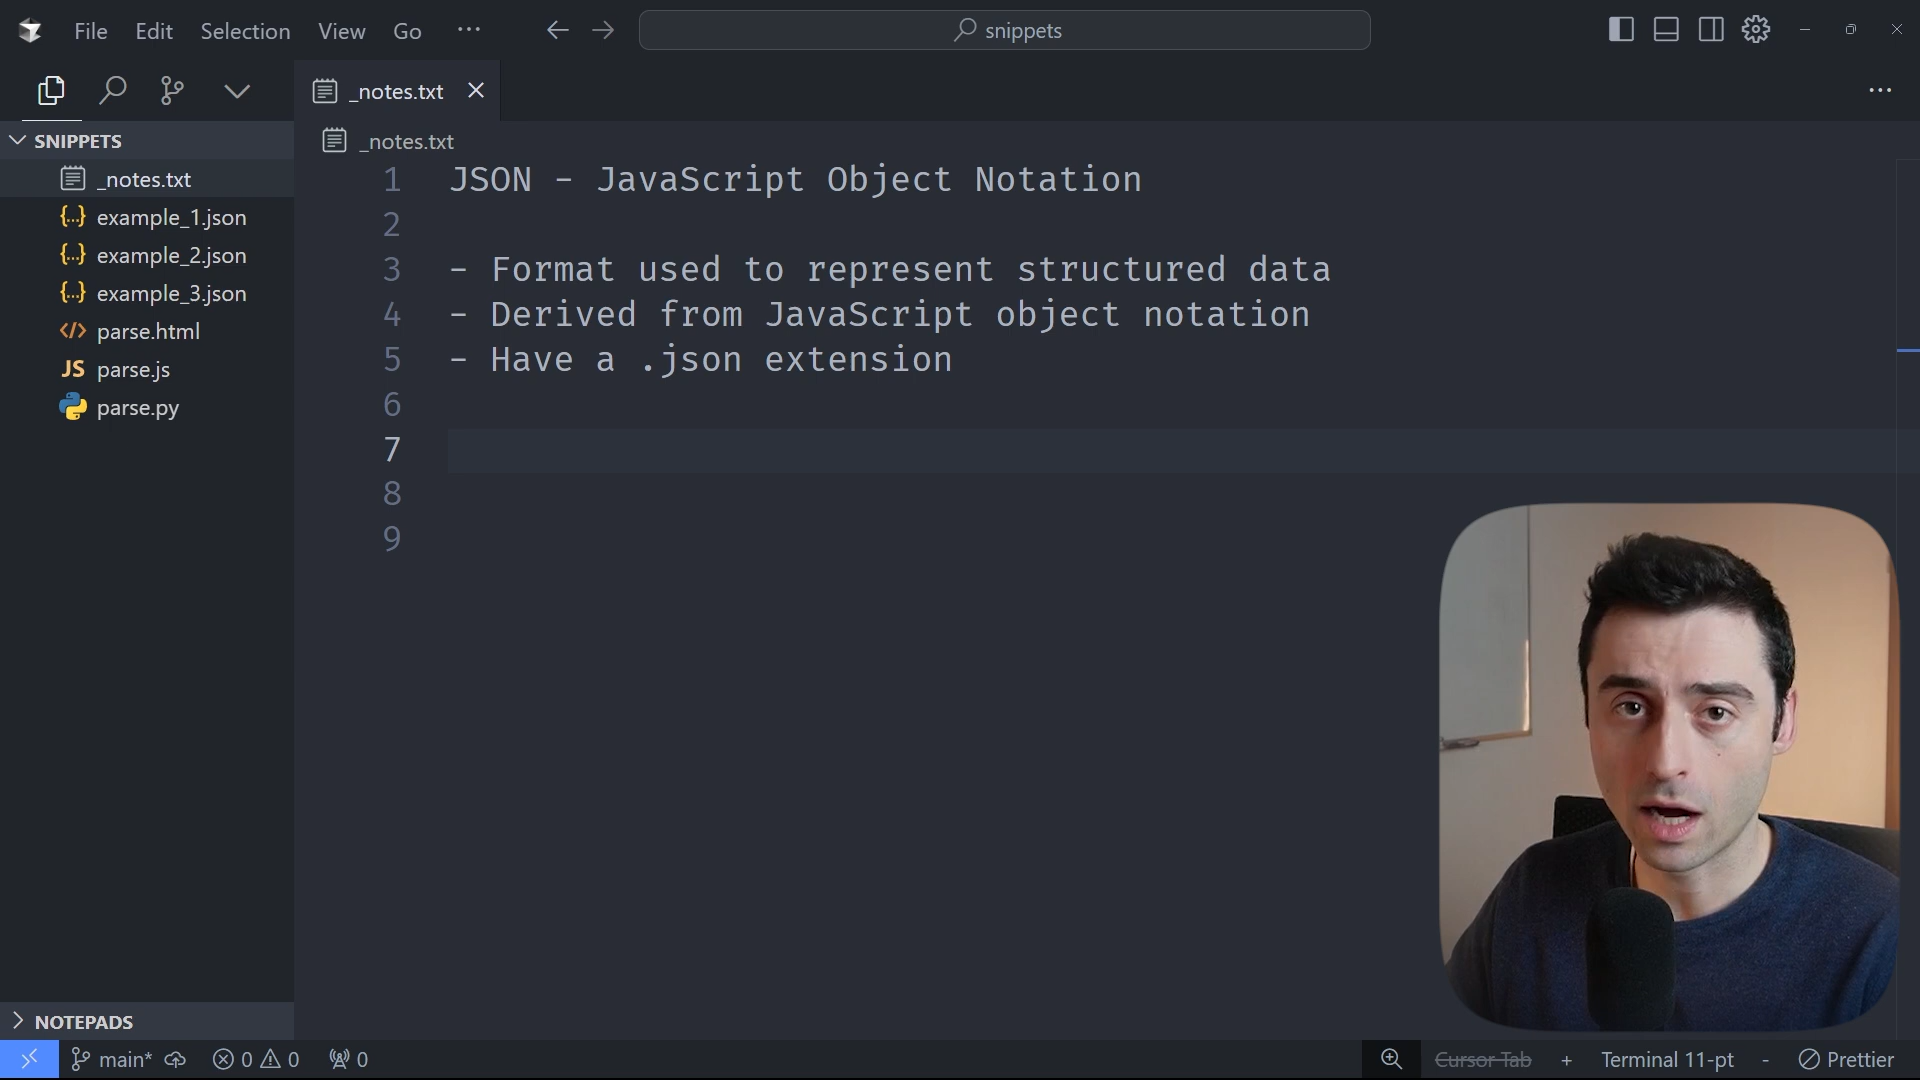 File Edit Selection View Go ···
snippets
_notes.txt
SNIPPETS
_notes.txt
_notes.txt
example_1.json
example_2.json
example_3.json
parse.html
JS parse.js
parse.py
1 JSON - JavaScript Object Notation
2
3 - Format used to represent structured data
4 - Derived from JavaScript object notation
5 - Have a .json extension
6
7
8
9
NOTEPADS
main* 0 0 0 Cursor Tab + Terminal 11-pt - Prettier